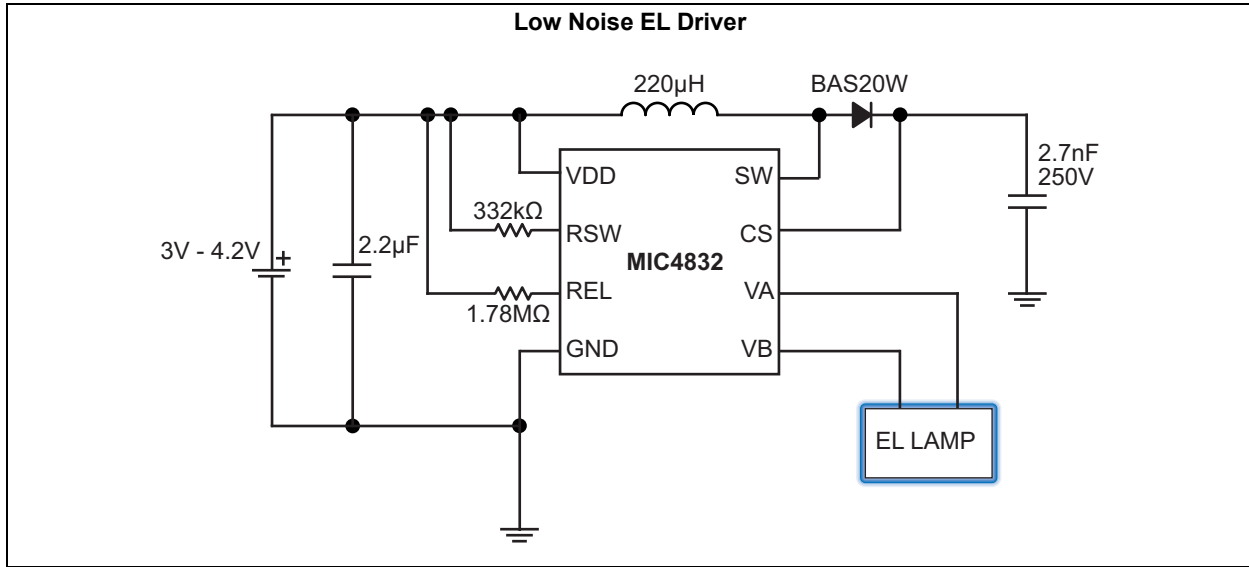 Low Noise EL Driver
220µH
BAS20W
2.7nF
250V
VDD
SW
332kΩ
RSW
CS
3V - 4.2V
+
2.2µF
MIC4832
REL
VA
1.78MΩ
GND
VB
EL LAMP